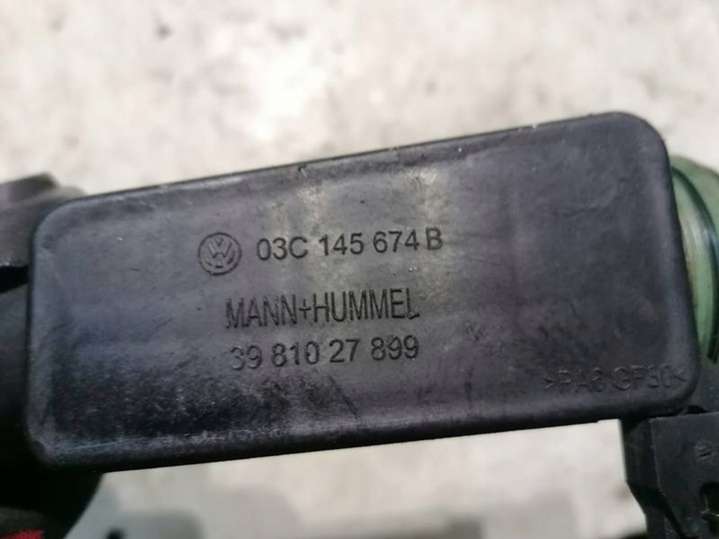 03C 145 674 B
MANN+HUMMEL
39 810 27 899
>PA6 GF30<